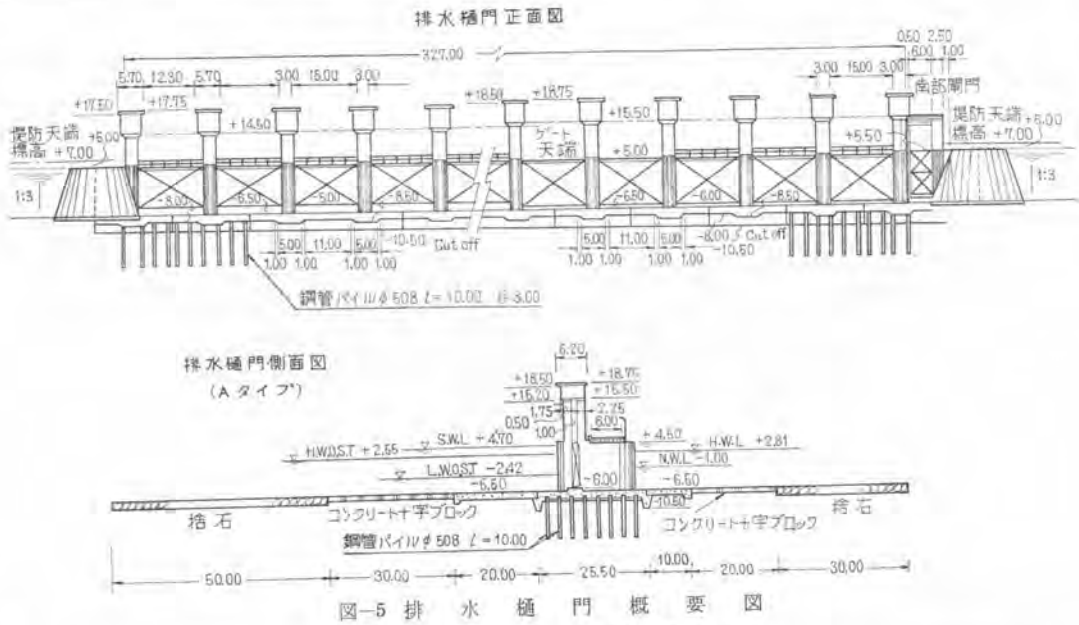 排水樋門正面図
327.00
0.50 2.50
6.00 1.00
5.70 12.30 5.70
3.00 15.00 3.00
3.00 15.00 3.00
南部閘門
+17.50
+17.75
+14.50
+18.50
+18.75
+15.50
堤防天端
標高 +7.00
+5.00
ゲート
天端
+5.00
+5.50
堤防天端
標高 +7.00
1:3
1:3
-8.00
-6.50
-5.00
-8.50
-6.50
-6.00
-8.50
-10.50
Cut off
-8.00
Cut off
-10.50
5.00 11.00 5.00
1.00 1.00 1.00 1.00
5.00 11.00 5.00
1.00 1.00 1.00 1.00
鋼管パイルφ508 l=10.00
排水樋門側面図
(Aタイプ)
6.20
+18.50
+18.75
+15.20
+15.50
1.75
2.25
0.50
1.00
6.00
S.W.L +4.70
+4.50
H.W.O.S.T +2.55
H.W.L +2.81
L.W.O.S.T -2.42
N.W.L -1.00
-6.50
-6.00
-6.50
-10.50
捨石
コンクリート十字ブロック
コンクリート十字ブロック
捨石
鋼管パイルφ508 l=10.00
50.00 30.00 20.00 25.50 10.00 20.00 30.00
図-5 排水樋門概要図